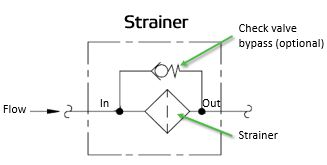 Strainer
Check valve
bypass (optional)
Flow
In
Out
Strainer